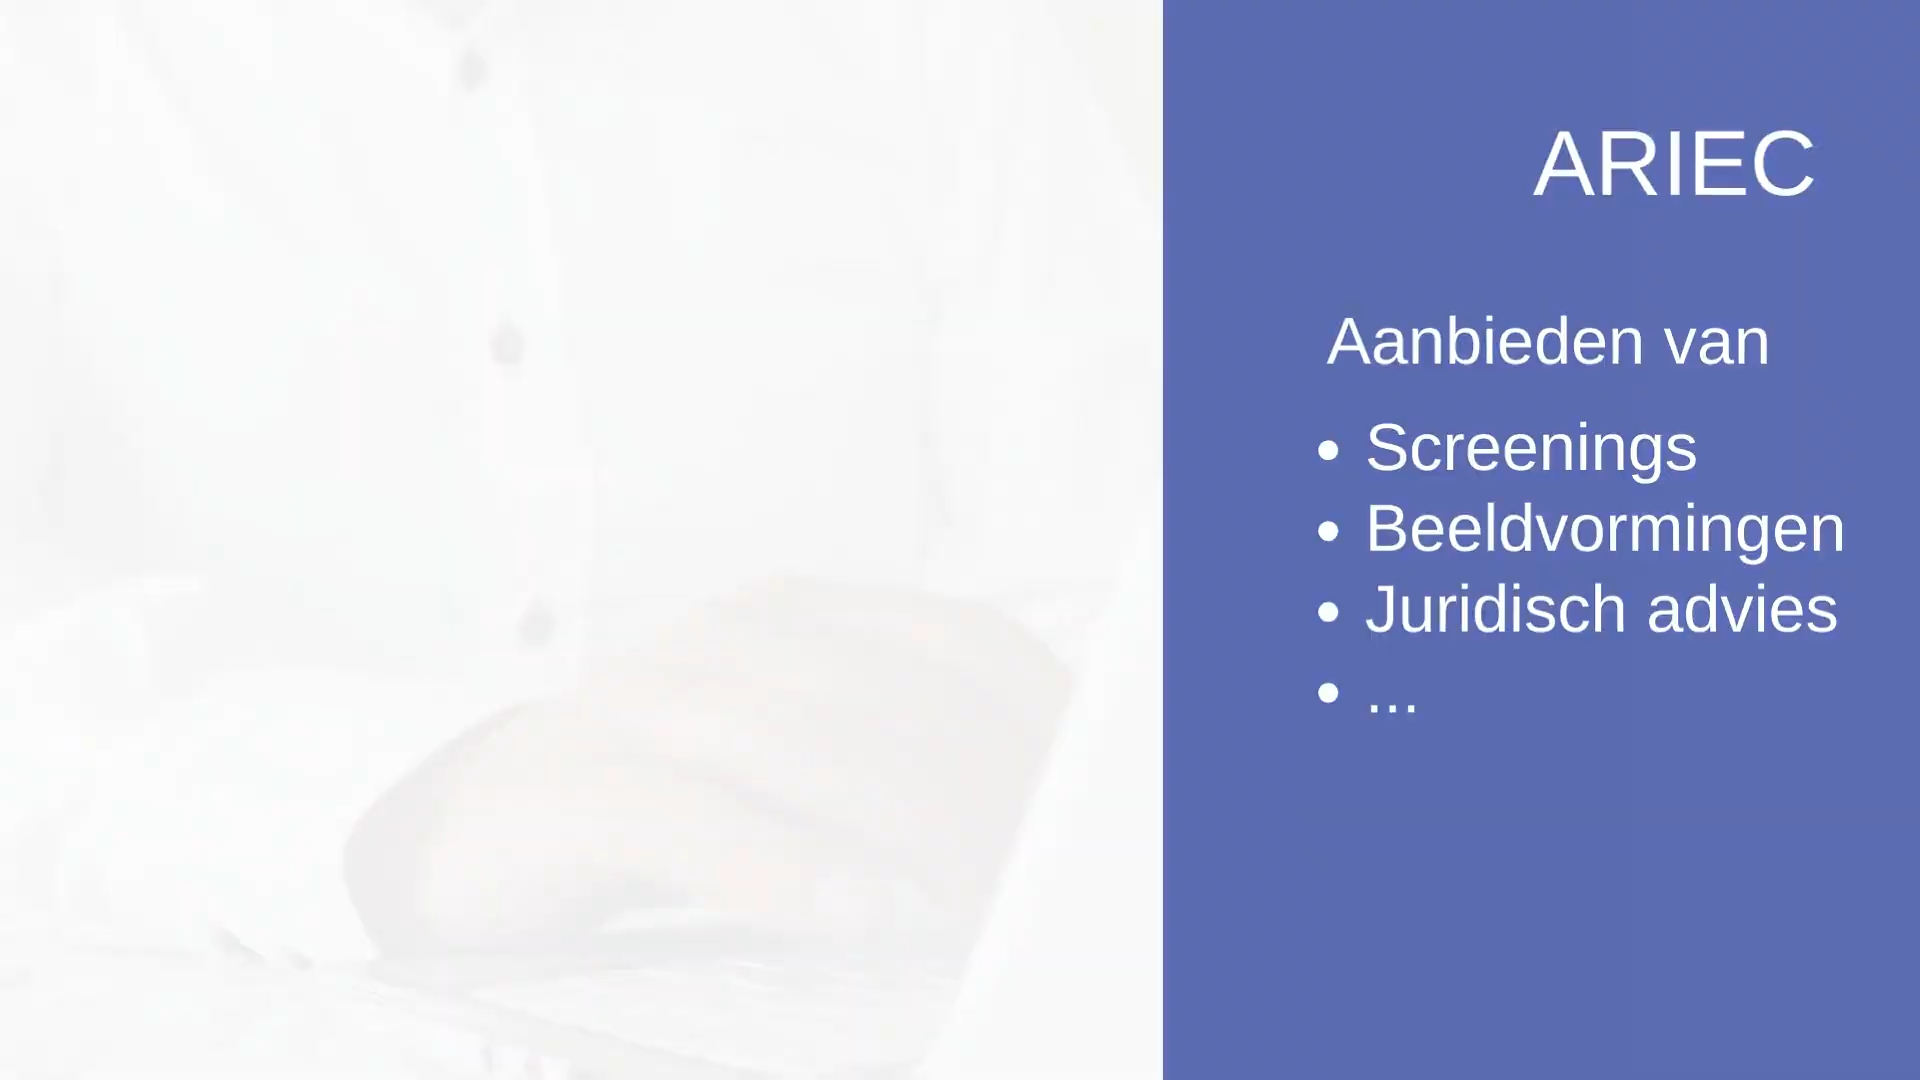 ARIEC
Aanbieden van
• Screenings
• Beeldvormingen
• Juridisch advies
• ...